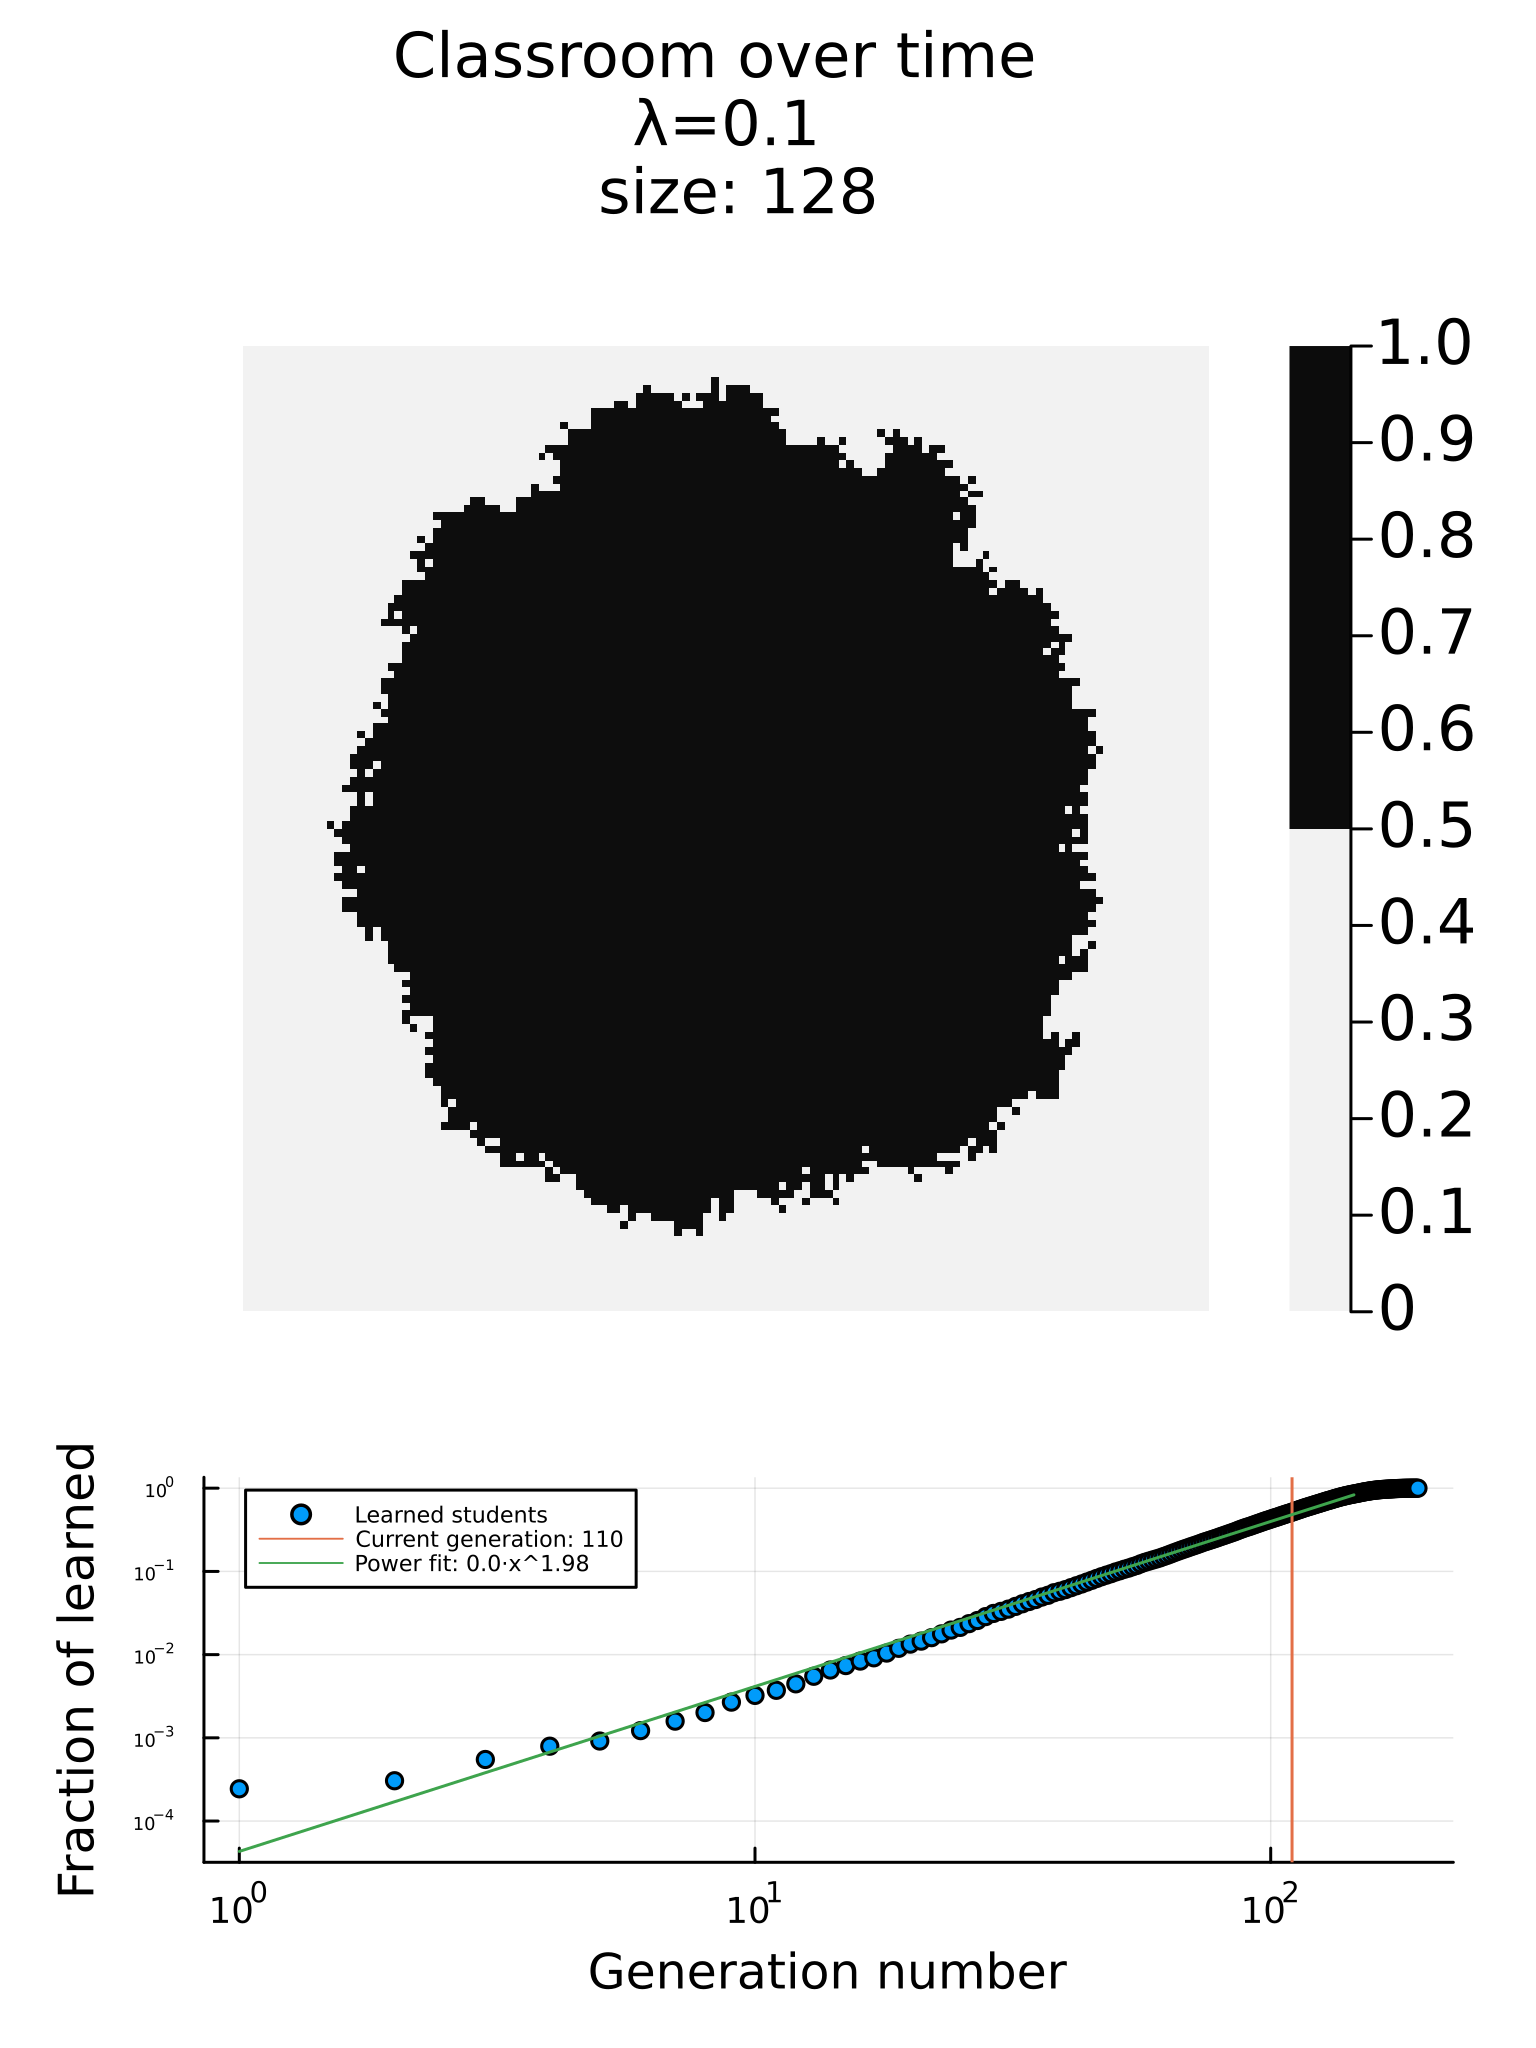 Classroom over time
λ=0.1
size: 128
1.0
0.9
0.8
0.7
0.6
0.5
0.4
0.3
0.2
0.1
0
Fraction of learned
10^0
10^-1
10^-2
10^-3
10^-4
Learned students
Current generation: 110
Power fit: 0.0·x^1.98
10^0 10^1 10^2
Generation number